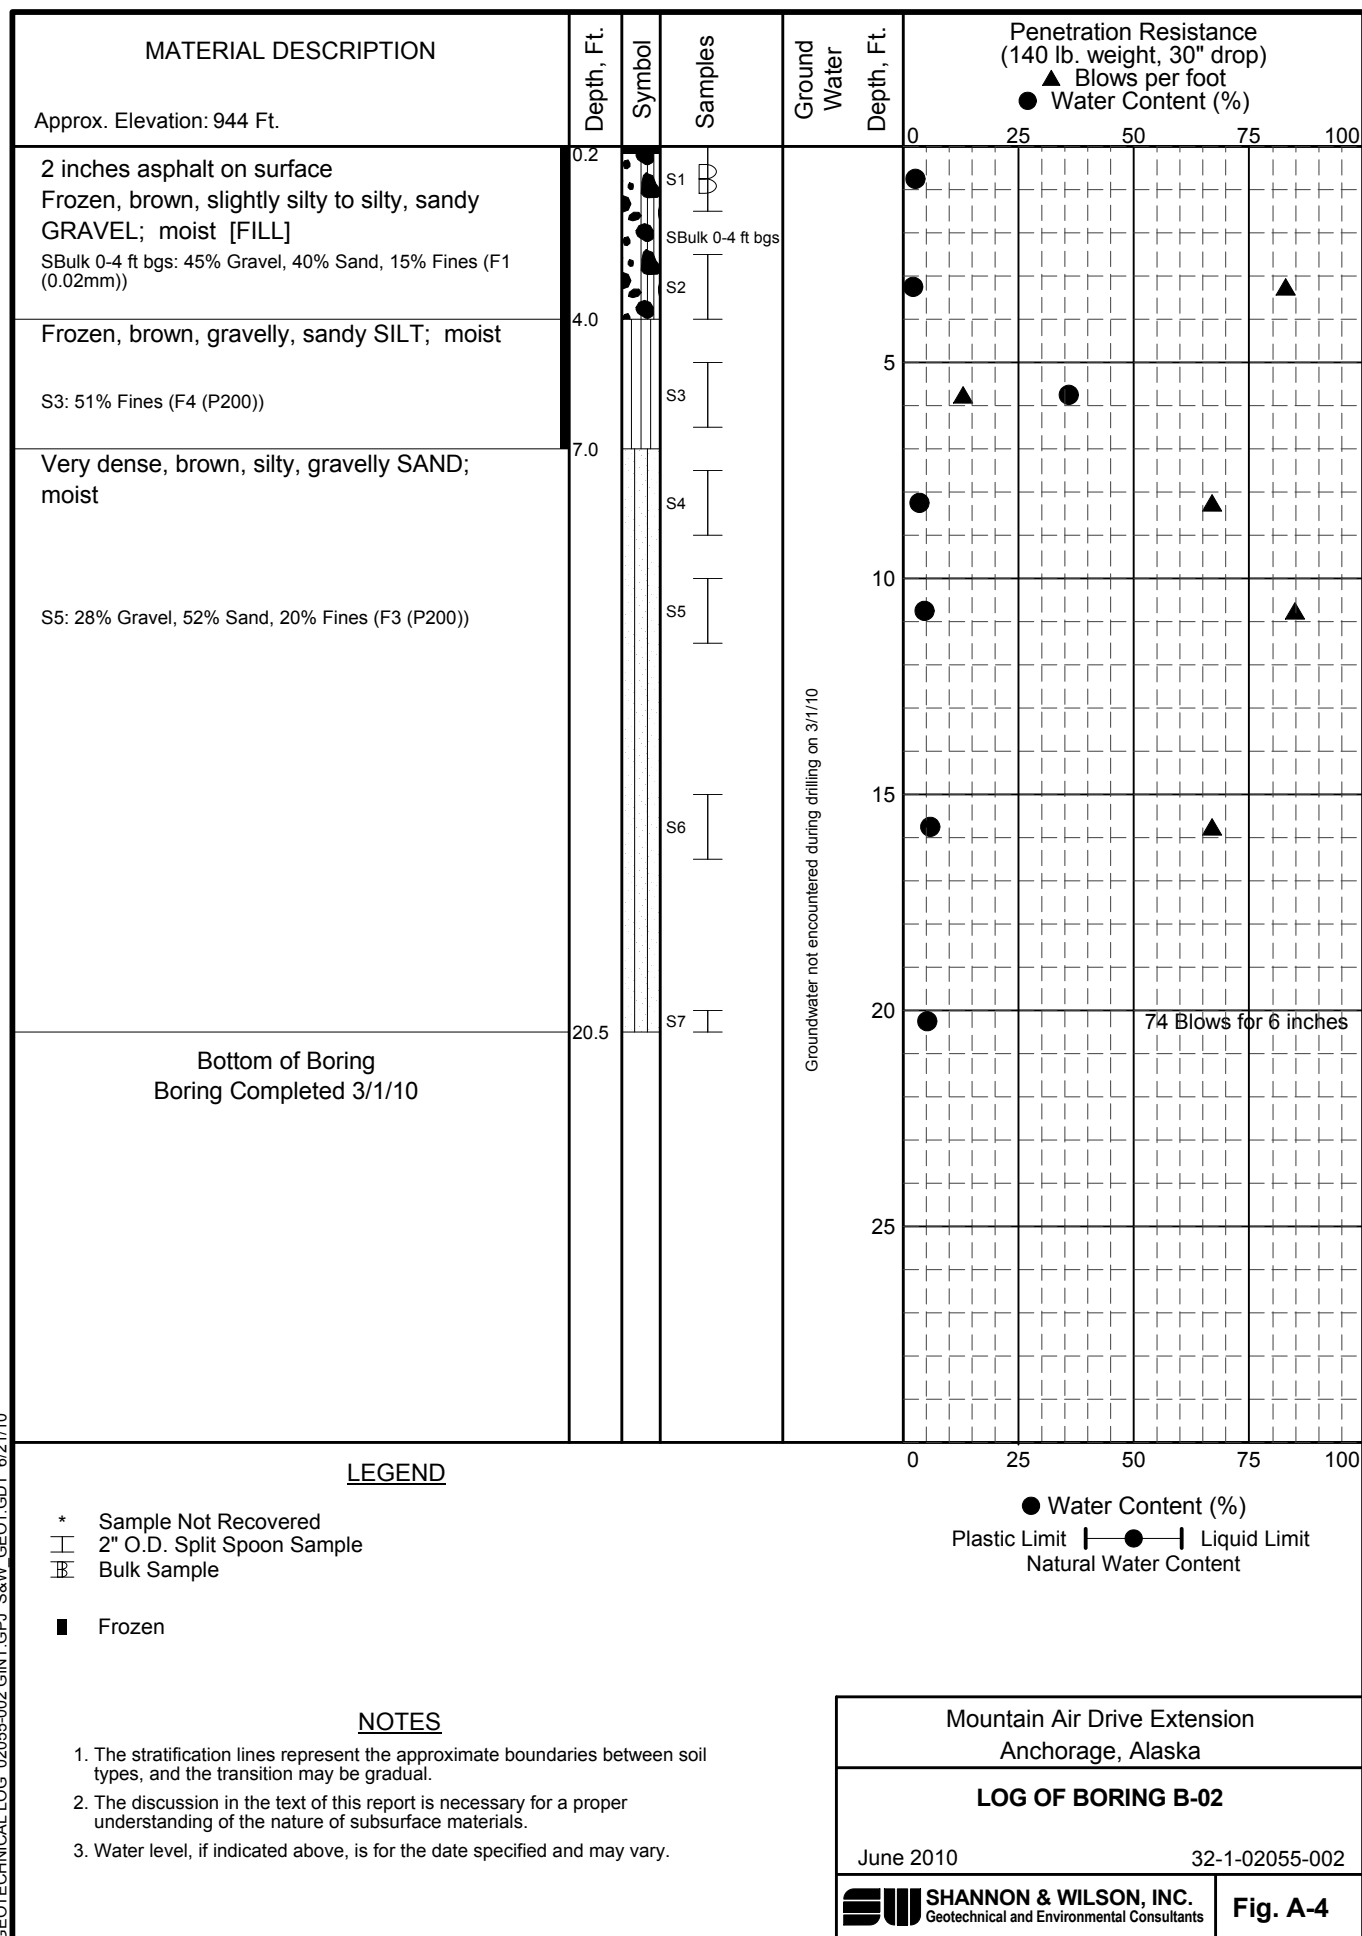 MATERIAL DESCRIPTION
Approx. Elevation: 944 Ft.
Depth, Ft.
Symbol
Samples
Ground
Water
Depth, Ft.
Penetration Resistance
(140 lb. weight, 30" drop)
▲ Blows per foot
● Water Content (%)
0 25 50 75 100
2 inches asphalt on surface
0.2
Frozen, brown, slightly silty to silty, sandy
GRAVEL; moist [FILL]
SBulk 0-4 ft bgs: 45% Gravel, 40% Sand, 15% Fines (F1
(0.02mm))
S1
SBulk 0-4 ft bgs
S2
4.0
Frozen, brown, gravelly, sandy SILT; moist
S3: 51% Fines (F4 (P200))
S3
5
7.0
Very dense, brown, silty, gravelly SAND;
moist
S4
10
S5: 28% Gravel, 52% Sand, 20% Fines (F3 (P200))
S5
Groundwater not encountered during drilling on 3/1/10
15
S6
20
S7
74 Blows for 6 inches
20.5
Bottom of Boring
Boring Completed 3/1/10
25
0 25 50 75 100
LEGEND
* Sample Not Recovered
2" O.D. Split Spoon Sample
B Bulk Sample
Frozen
● Water Content (%)
Plastic Limit Liquid Limit
Natural Water Content
NOTES
1. The stratification lines represent the approximate boundaries between soil
types, and the transition may be gradual.
2. The discussion in the text of this report is necessary for a proper
understanding of the nature of subsurface materials.
3. Water level, if indicated above, is for the date specified and may vary.
Mountain Air Drive Extension
Anchorage, Alaska
LOG OF BORING B-02
June 2010 32-1-02055-002
SHANNON & WILSON, INC.
Geotechnical and Environmental Consultants
Fig. A-4
GEOTECHNICAL LOG 02055-002 GINT.GPJ S&W_GEOT.GDT 6/21/10